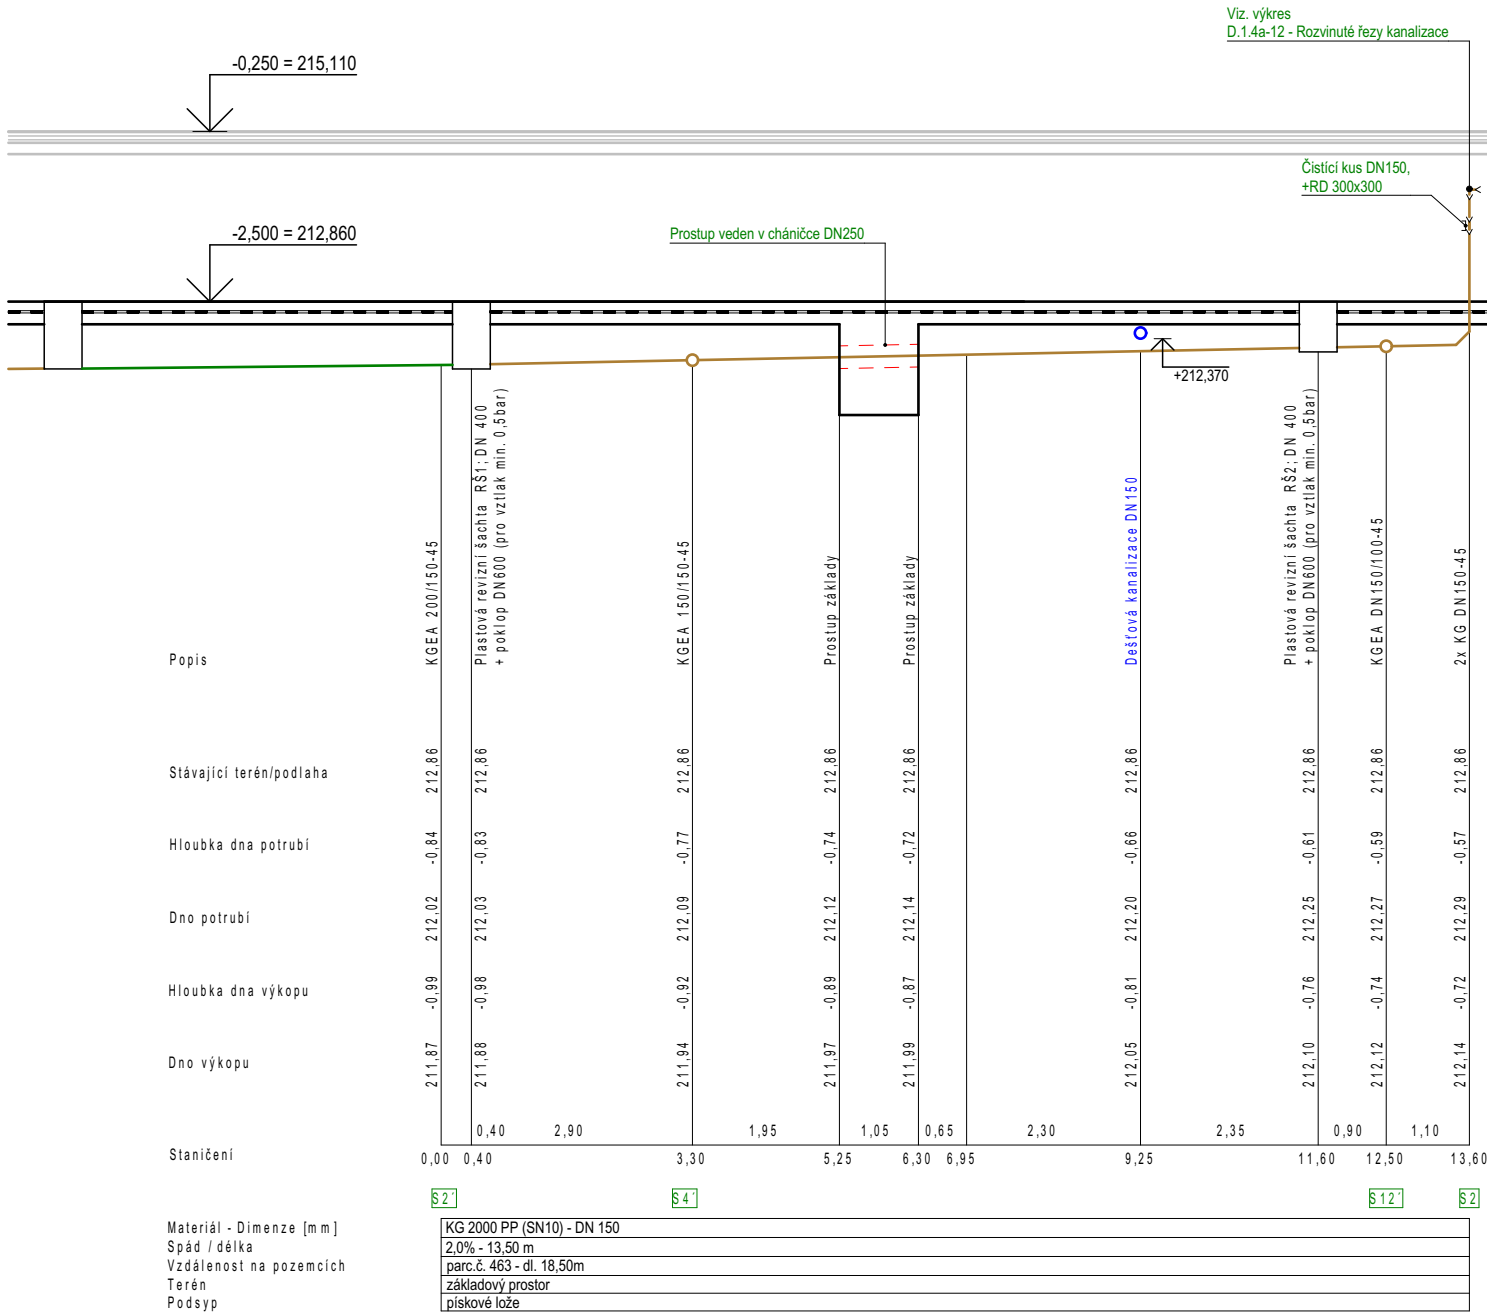 Viz. výkres
D.1.4a-12 - Rozvinuté řezy kanalizace
-0,250 = 215,110
Čistící kus DN150,
+RD 300x300
-2,500 = 212,860
Prostup veden v cháničce DN250
+212,370
Popis
KGEA 200/150-45
Plastová revizní šachta RŠ1; DN 400
+ poklop DN600 (pro vztlak min. 0,5bar)
KGEA 150/150-45
Prostup základy
Prostup základy
Dešťová kanalizace DN150
Plastová revizní šachta RŠ2; DN 400
+ poklop DN600 (pro vztlak min. 0,5bar)
KGEA DN150/100-45
2x KG DN150-45
Stávající terén/podlaha
212,86 212,86 212,86 212,86 212,86 212,86 212,86 212,86 212,86
Hloubka dna potrubí
-0,84 -0,83 -0,77 -0,74 -0,72 -0,66 -0,61 -0,59 -0,57
Dno potrubí
212,02 212,03 212,09 212,12 212,14 212,20 212,25 212,27 212,29
Hloubka dna výkopu
-0,99 -0,98 -0,92 -0,89 -0,87 -0,81 -0,76 -0,74 -0,72
Dno výkopu
211,87 211,88 211,94 211,97 211,99 212,05 212,10 212,12 212,14
0,40 2,90 1,95 1,05 0,65 2,30 2,35 0,90 1,10
Staničení
0,00 0,40 3,30 5,25 6,30 6,95 9,25 11,60 12,50 13,60
S2´ S4´ S12´ S2
Materiál - Dimenze [mm] KG 2000 PP (SN10) - DN 150
Spád / délka 2,0% - 13,50 m
Vzdálenost na pozemcích parc.č. 463 - dl. 18,50m
Terén základový prostor
Podsyp pískové lože